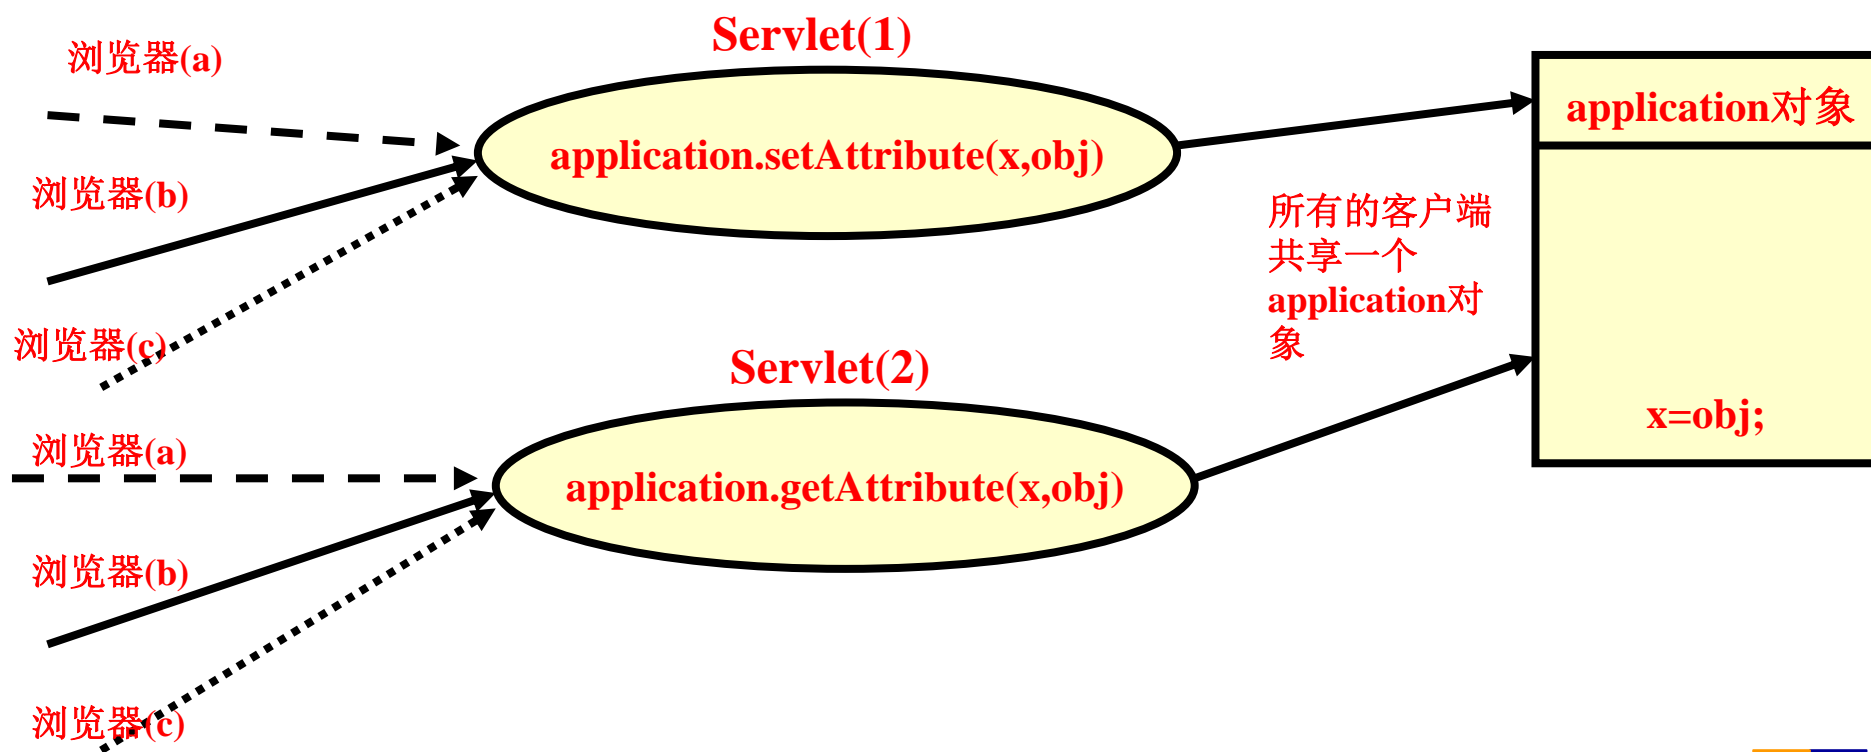 Servlet(1)
浏览器(a)
application.setAttribute(x,obj)
浏览器(b)
浏览器(c)
application对象
所有的客户端
共享一个
application对
象
x=obj;
Servlet(2)
浏览器(a)
application.getAttribute(x,obj)
浏览器(b)
浏览器(c)